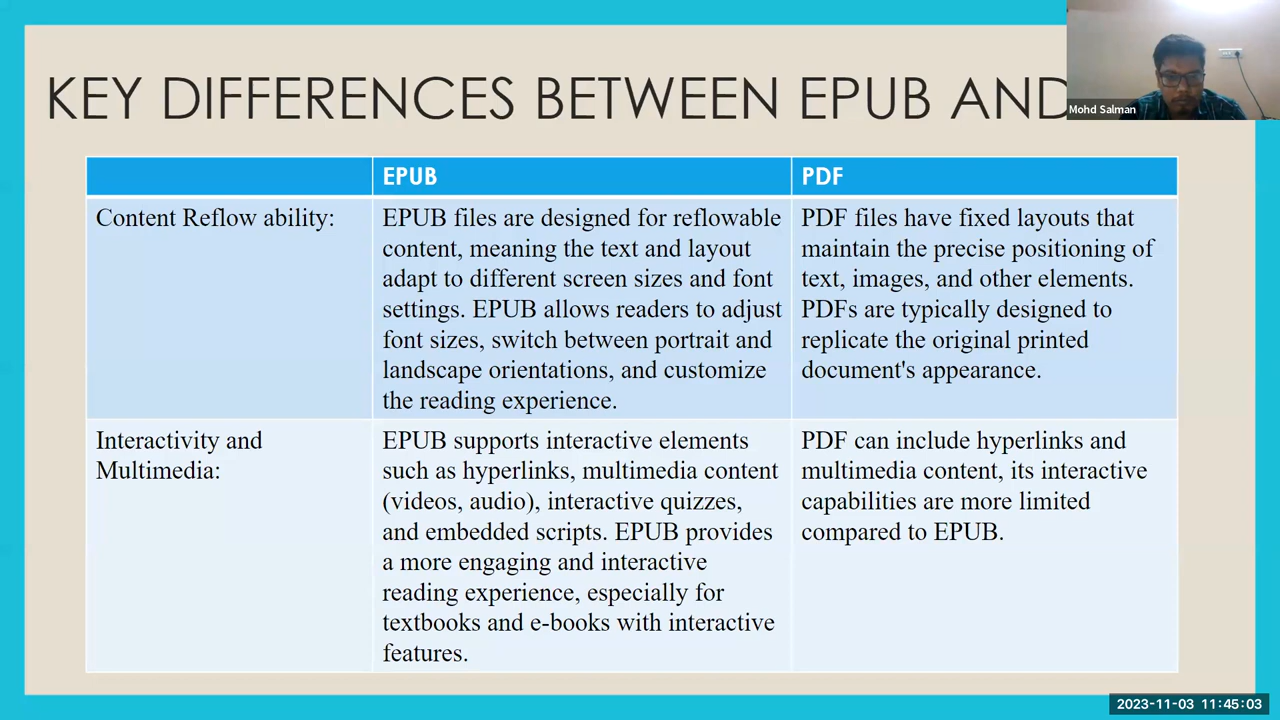 KEY DIFFERENCES BETWEEN EPUB AND
Mohd Salman
EPUB
PDF
Content Reflow ability:
EPUB files are designed for reflowable
content, meaning the text and layout
adapt to different screen sizes and font
settings. EPUB allows readers to adjust
font sizes, switch between portrait and
landscape orientations, and customize
the reading experience.
PDF files have fixed layouts that
maintain the precise positioning of
text, images, and other elements.
PDFs are typically designed to
replicate the original printed
document's appearance.
Interactivity and
Multimedia:
EPUB supports interactive elements
such as hyperlinks, multimedia content
(videos, audio), interactive quizzes,
and embedded scripts. EPUB provides
a more engaging and interactive
reading experience, especially for
textbooks and e-books with interactive
features.
PDF can include hyperlinks and
multimedia content, its interactive
capabilities are more limited
compared to EPUB.
2023-11-03 11:45:03